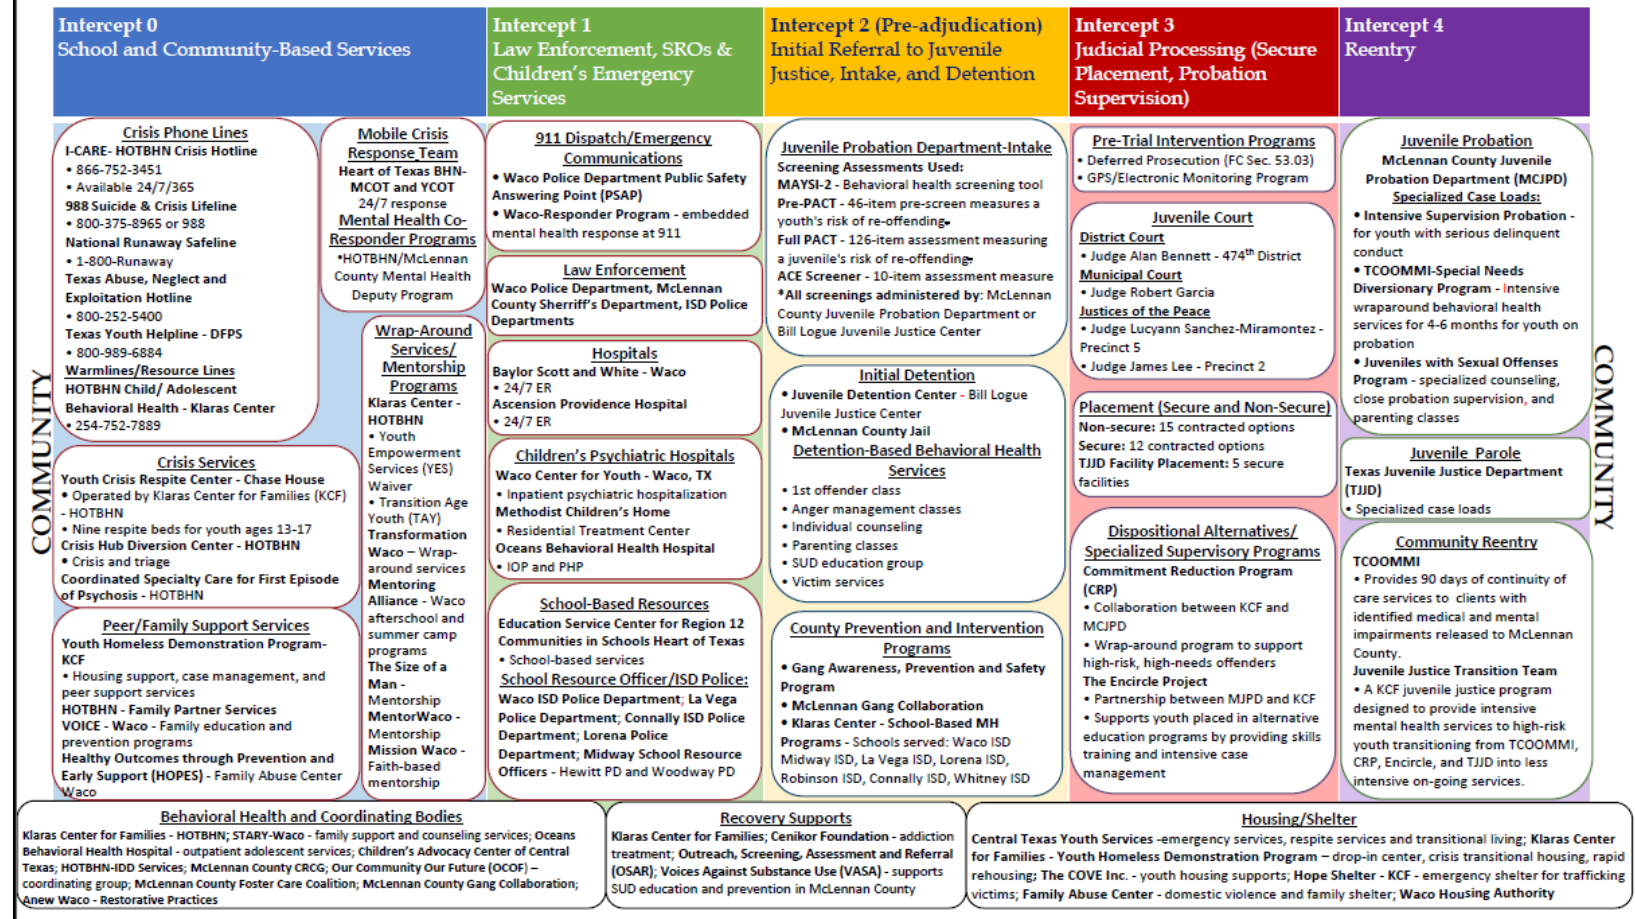 Intercept 0
School and Community-Based Services
Intercept 1
Law Enforcement, SROs &
Children's Emergency
Services
Intercept 2 (Pre-adjudication)
Initial Referral to Juvenile
Justice, Intake, and Detention
Intercept 3
Judicial Processing (Secure
Placement, Probation
Supervision)
Intercept 4
Reentry
COMMUNITY
Crisis Phone Lines
I-CARE- HOTBHN Crisis Hotline
• 866-752-3451
• Available 24/7/365
988 Suicide & Crisis Lifeline
• 800-375-8965 or 988
National Runaway Safeline
• 1-800-Runaway
Texas Abuse, Neglect and
Exploitation Hotline
• 800-252-5400
Texas Youth Helpline - DFPS
• 800-989-6884
Warmlines/Resource Lines
HOTBHN Child/ Adolescent
Behavioral Health - Klaras Center
• 254-752-7889
Crisis Services
Youth Crisis Respite Center - Chase House
• Operated by Klaras Center for Families (KCF)
- HOTBHN
• Nine respite beds for youth ages 13-17
Crisis Hub Diversion Center - HOTBHN
• Crisis and triage
Coordinated Specialty Care for First Episode
of Psychosis - HOTBHN
Peer/Family Support Services
Youth Homeless Demonstration Program-
KCF
• Housing support, case management, and
peer support services
HOTBHN - Family Partner Services
VOICE - Waco - Family education and
prevention programs
Healthy Outcomes through Prevention and
Early Support (HOPES) - Family Abuse Center
Waco
Mobile Crisis
Response Team
Heart of Texas BHN-
MCOT and YCOT
24/7 response
Mental Health Co-
Responder Programs
•HOTBHN/McLennan
County Mental Health
Deputy Program
Wrap-Around
Services/
Mentorship
Programs
Klaras Center -
HOTBHN
• Youth
Empowerment
Services (YES)
Waiver
• Transition Age
Youth (TAY)
Transformation
Waco – Wrap-
around services
Mentoring
Alliance - Waco
afterschool and
summer camp
programs
The Size of a
Man -
Mentorship
MentorWaco -
Mentorship
Mission Waco -
Faith-based
mentorship
911 Dispatch/Emergency
Communications
• Waco Police Department Public Safety
Answering Point (PSAP)
• Waco-Responder Program - embedded
mental health response at 911
Law Enforcement
Waco Police Department, McLennan
County Sherriff's Department, ISD Police
Departments
Hospitals
Baylor Scott and White - Waco
• 24/7 ER
Ascension Providence Hospital
• 24/7 ER
Children's Psychiatric Hospitals
Waco Center for Youth - Waco, TX
• Inpatient psychiatric hospitalization
Methodist Children's Home
• Residential Treatment Center
Oceans Behavioral Health Hospital
• IOP and PHP
School-Based Resources
Education Service Center for Region 12
Communities in Schools Heart of Texas
• School-based services
School Resource Officer/ISD Police:
Waco ISD Police Department; La Vega
Police Department; Connally ISD Police
Department; Lorena Police
Department; Midway School Resource
Officers - Hewitt PD and Woodway PD
Juvenile Probation Department-Intake
Screening Assessments Used:
MAYSI-2 - Behavioral health screening tool
Pre-PACT - 46-item pre-screen measures a
youth's risk of re-offending.
Full PACT - 126-item assessment measuring
a juvenile's risk of re-offending.
ACE Screener - 10-item assessment measure
*All screenings administered by: McLennan
County Juvenile Probation Department or
Bill Logue Juvenile Justice Center
Initial Detention
• Juvenile Detention Center - Bill Logue
Juvenile Justice Center
• McLennan County Jail
Detention-Based Behavioral Health
Services
• 1st offender class
• Anger management classes
• Individual counseling
• Parenting classes
• SUD education group
• Victim services
County Prevention and Intervention
Programs
• Gang Awareness, Prevention and Safety
Program
• McLennan Gang Collaboration
• Klaras Center - School-Based MH
Programs - Schools served: Waco ISD
Midway ISD, La Vega ISD, Lorena ISD,
Robinson ISD, Connally ISD, Whitney ISD
Pre-Trial Intervention Programs
• Deferred Prosecution (FC Sec. 53.03)
• GPS/Electronic Monitoring Program
Juvenile Court
District Court
• Judge Alan Bennett - 474th District
Municipal Court
• Judge Robert Garcia
Justices of the Peace
• Judge Lucyann Sanchez-Miramontez -
Precinct 5
• Judge James Lee - Precinct 2
Placement (Secure and Non-Secure)
Non-secure: 15 contracted options
Secure: 12 contracted options
TJJD Facility Placement: 5 secure
facilities
Dispositional Alternatives/
Specialized Supervisory Programs
Commitment Reduction Program
(CRP)
• Collaboration between KCF and
MCJPD
• Wrap-around program to support
high-risk, high-needs offenders
The Encircle Project
• Partnership between MJPD and KCF
• Supports youth placed in alternative
education programs by providing skills
training and intensive case
management
Juvenile Probation
McLennan County Juvenile
Probation Department (MCJPD)
Specialized Case Loads:
• Intensive Supervision Probation -
for youth with serious delinquent
conduct
• TCOOMMI-Special Needs
Diversionary Program - Intensive
wraparound behavioral health
services for 4-6 months for youth on
probation
• Juveniles with Sexual Offenses
Program - specialized counseling,
close probation supervision, and
parenting classes
Juvenile Parole
Texas Juvenile Justice Department
(TJJD)
• Specialized case loads
Community Reentry
TCOOMMI
• Provides 90 days of continuity of
care services to clients with
identified medical and mental
impairments released to McLennan
County.
Juvenile Justice Transition Team
• A KCF juvenile justice program
designed to provide intensive
mental health services to high-risk
youth transitioning from TCOOMMI,
CRP, Encircle, and TJJD into less
intensive on-going services.
COMMUNITY
Behavioral Health and Coordinating Bodies
Klaras Center for Families - HOTBHN; STARY-Waco - family support and counseling services; Oceans
Behavioral Health Hospital - outpatient adolescent services; Children's Advocacy Center of Central
Texas; HOTBHN-IDD Services; McLennan County CRCG; Our Community Our Future (OCOF) –
coordinating group; McLennan County Foster Care Coalition; McLennan County Gang Collaboration;
Anew Waco - Restorative Practices
Recovery Supports
Klaras Center for Families; Cenikor Foundation - addiction
treatment; Outreach, Screening, Assessment and Referral
(OSAR); Voices Against Substance Use (VASA) - supports
SUD education and prevention in McLennan County
Housing/Shelter
Central Texas Youth Services -emergency services, respite services and transitional living; Klaras Center
for Families - Youth Homeless Demonstration Program – drop-in center, crisis transitional housing, rapid
rehousing; The COVE Inc. - youth housing supports; Hope Shelter - KCF - emergency shelter for trafficking
victims; Family Abuse Center - domestic violence and family shelter; Waco Housing Authority